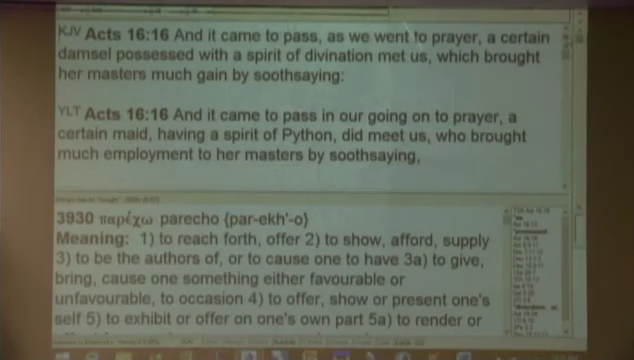 KJV Acts 16:16 And it came to pass, as we went to prayer, a certain
damsel possessed with a spirit of divination met us, which brought
her masters much gain by soothsaying:
YLT Acts 16:16 And it came to pass in our going on to prayer, a
certain maid, having a spirit of Python, did meet us, who brought
much employment to her masters by soothsaying,
3930 παρέχω parecho {par-ekh'-o}
Meaning: 1) to reach forth, offer 2) to show, afford, supply
3) to be the authors of, or to cause one to have 3a) to give,
bring, cause one something either favourable or
unfavourable, to occasion 4) to offer, show or present one's
self 5) to exhibit or offer on one's own part 5a) to render or